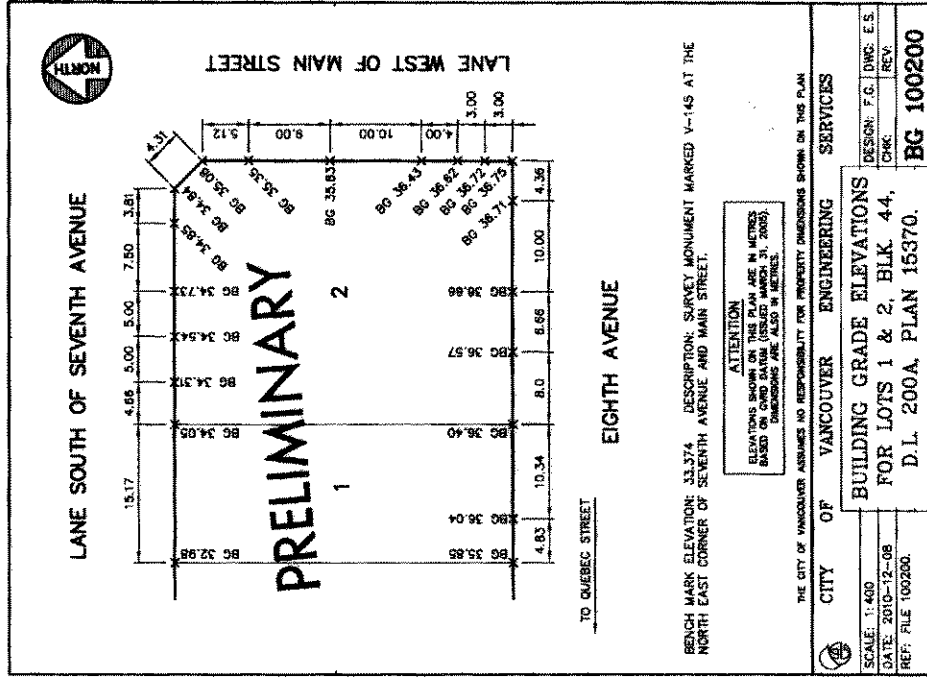 NORTH
LANE SOUTH OF SEVENTH AVENUE
LANE WEST OF MAIN STREET
15.17
4.66
5.00
5.00
7.50
3.81
4.31
5.12
9.00
10.00
4.00
3.00
3.00
BG 32.98
BG 34.05
BG 34.31
BG 34.54
BG 34.73
BG 34.85
BG 34.84
BG 35.08
BG 35.35
BG 35.83
BG 36.43
BG 36.62
BG 36.72
BG 36.75
BG 36.71
PRELIMINARY
1
2
BG 35.85
BG 36.04
BG 36.40
BG 36.57
BG 36.66
4.83
10.34
8.0
6.66
10.00
4.36
EIGHTH AVENUE
TO QUEBEC STREET
BENCH MARK ELEVATION: 33.374 DESCRIPTION: SURVEY MONUMENT MARKED V-145 AT THE
NORTH EAST CORNER OF SEVENTH AVENUE AND MAIN STREET.
ATTENTION
ELEVATIONS SHOWN ON THIS PLAN ARE IN METRES
BASED ON GVRD DATUM (ISSUED MARCH 31, 2005).
DIMENSIONS ARE ALSO IN METRES.
THE CITY OF VANCOUVER ASSUMES NO RESPONSIBILITY FOR PROPERTY DIMENSIONS SHOWN ON THIS PLAN
CITY OF VANCOUVER ENGINEERING SERVICES
SCALE: 1:400
DATE: 2010-12-08
REF: FILE 100200.
BUILDING GRADE ELEVATIONS
FOR LOTS 1 & 2, BLK. 44,
D.L. 200A, PLAN 15370.
DESIGN: F.G. DWG: E.S.
CHK: REV:
BG 100200